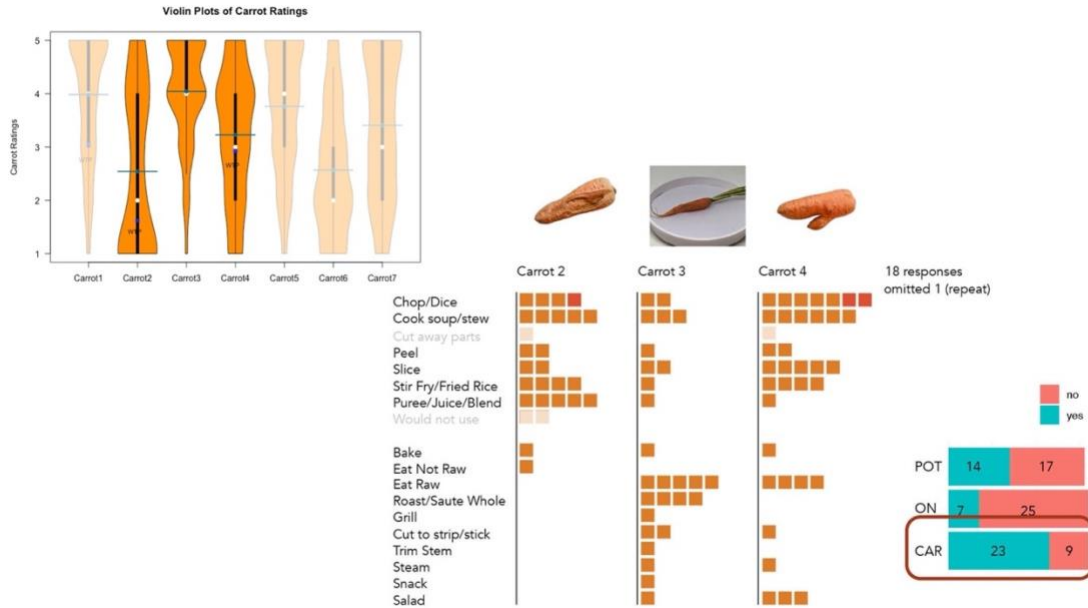 Violin Plots of Carrot Ratings
Carrot Ratings
5
4
3
2
1
WTP
WTP
WTP
Carrot1 Carrot2 Carrot3 Carrot4 Carrot5 Carrot6 Carrot7
Carrot 2 Carrot 3 Carrot 4
18 responses
omitted 1 (repeat)
Chop/Dice
Cook soup/stew
Cut away parts
Peel
Slice
Stir Fry/Fried Rice
Puree/Juice/Blend
Would not use
Bake
Eat Not Raw
Eat Raw
Roast/Saute Whole
Grill
Cut to strip/stick
Trim Stem
Steam
Snack
Salad
no
yes
POT 14 17
ON 7 25
CAR 23 9